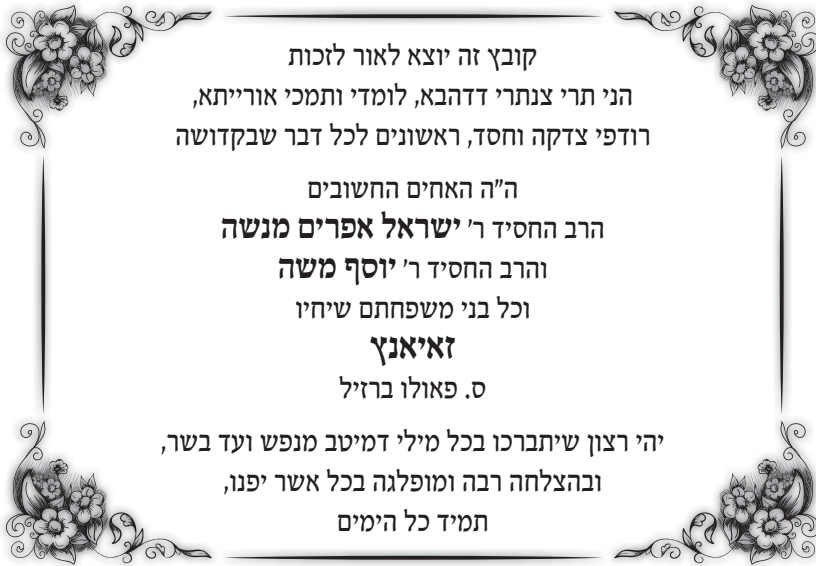 קובץ זה יוצא לאור לזכות
הני תרי צנתרי דדהבא, לומדי ותמכי אורייתא,
רודפי צדקה וחסד, ראשונים לכל דבר שבקדושה
ה"ה האחים החשובים
הרב החסיד ר' ישראל אפרים מנשה
והרב החסיד ר' יוסף משה
וכל בני משפחתם שיחיו
זאיאנץ
ס. פאולו ברזיל
יהי רצון שיתברכו בכל מילי דמיטב מנפש ועד בשר,
ובהצלחה רבה ומופלגה בכל אשר יפנו,
תמיד כל הימים